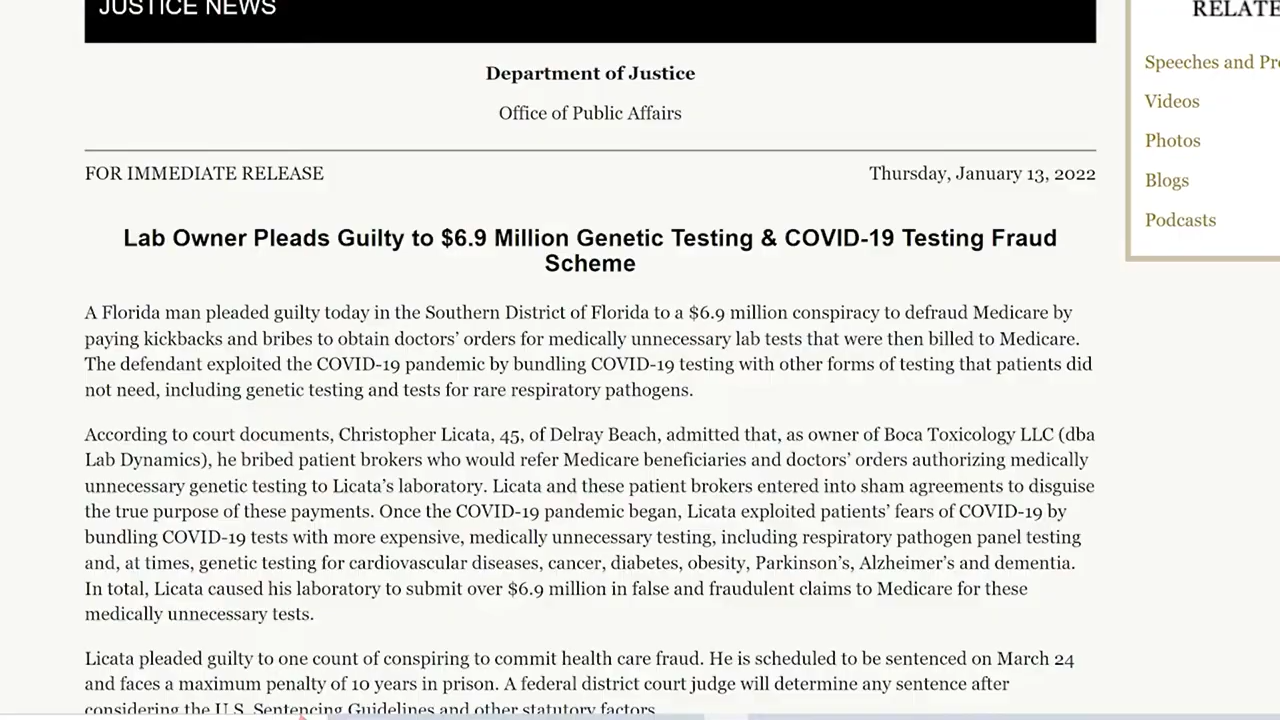 JUSTICE NEWS
RELATE
Department of Justice
Speeches and Pr
Office of Public Affairs
Videos
Photos
FOR IMMEDIATE RELEASE Thursday, January 13, 2022
Blogs
Podcasts
Lab Owner Pleads Guilty to $6.9 Million Genetic Testing & COVID-19 Testing Fraud
Scheme
A Florida man pleaded guilty today in the Southern District of Florida to a $6.9 million conspiracy to defraud Medicare by
paying kickbacks and bribes to obtain doctors’ orders for medically unnecessary lab tests that were then billed to Medicare.
The defendant exploited the COVID-19 pandemic by bundling COVID-19 testing with other forms of testing that patients did
not need, including genetic testing and tests for rare respiratory pathogens.
According to court documents, Christopher Licata, 45, of Delray Beach, admitted that, as owner of Boca Toxicology LLC (dba
Lab Dynamics), he bribed patient brokers who would refer Medicare beneficiaries and doctors’ orders authorizing medically
unnecessary genetic testing to Licata’s laboratory. Licata and these patient brokers entered into sham agreements to disguise
the true purpose of these payments. Once the COVID-19 pandemic began, Licata exploited patients’ fears of COVID-19 by
bundling COVID-19 tests with more expensive, medically unnecessary testing, including respiratory pathogen panel testing
and, at times, genetic testing for cardiovascular diseases, cancer, diabetes, obesity, Parkinson’s, Alzheimer’s and dementia.
In total, Licata caused his laboratory to submit over $6.9 million in false and fraudulent claims to Medicare for these
medically unnecessary tests.
Licata pleaded guilty to one count of conspiring to commit health care fraud. He is scheduled to be sentenced on March 24
and faces a maximum penalty of 10 years in prison. A federal district court judge will determine any sentence after
considering the U.S. Sentencing Guidelines and other statutory factors.